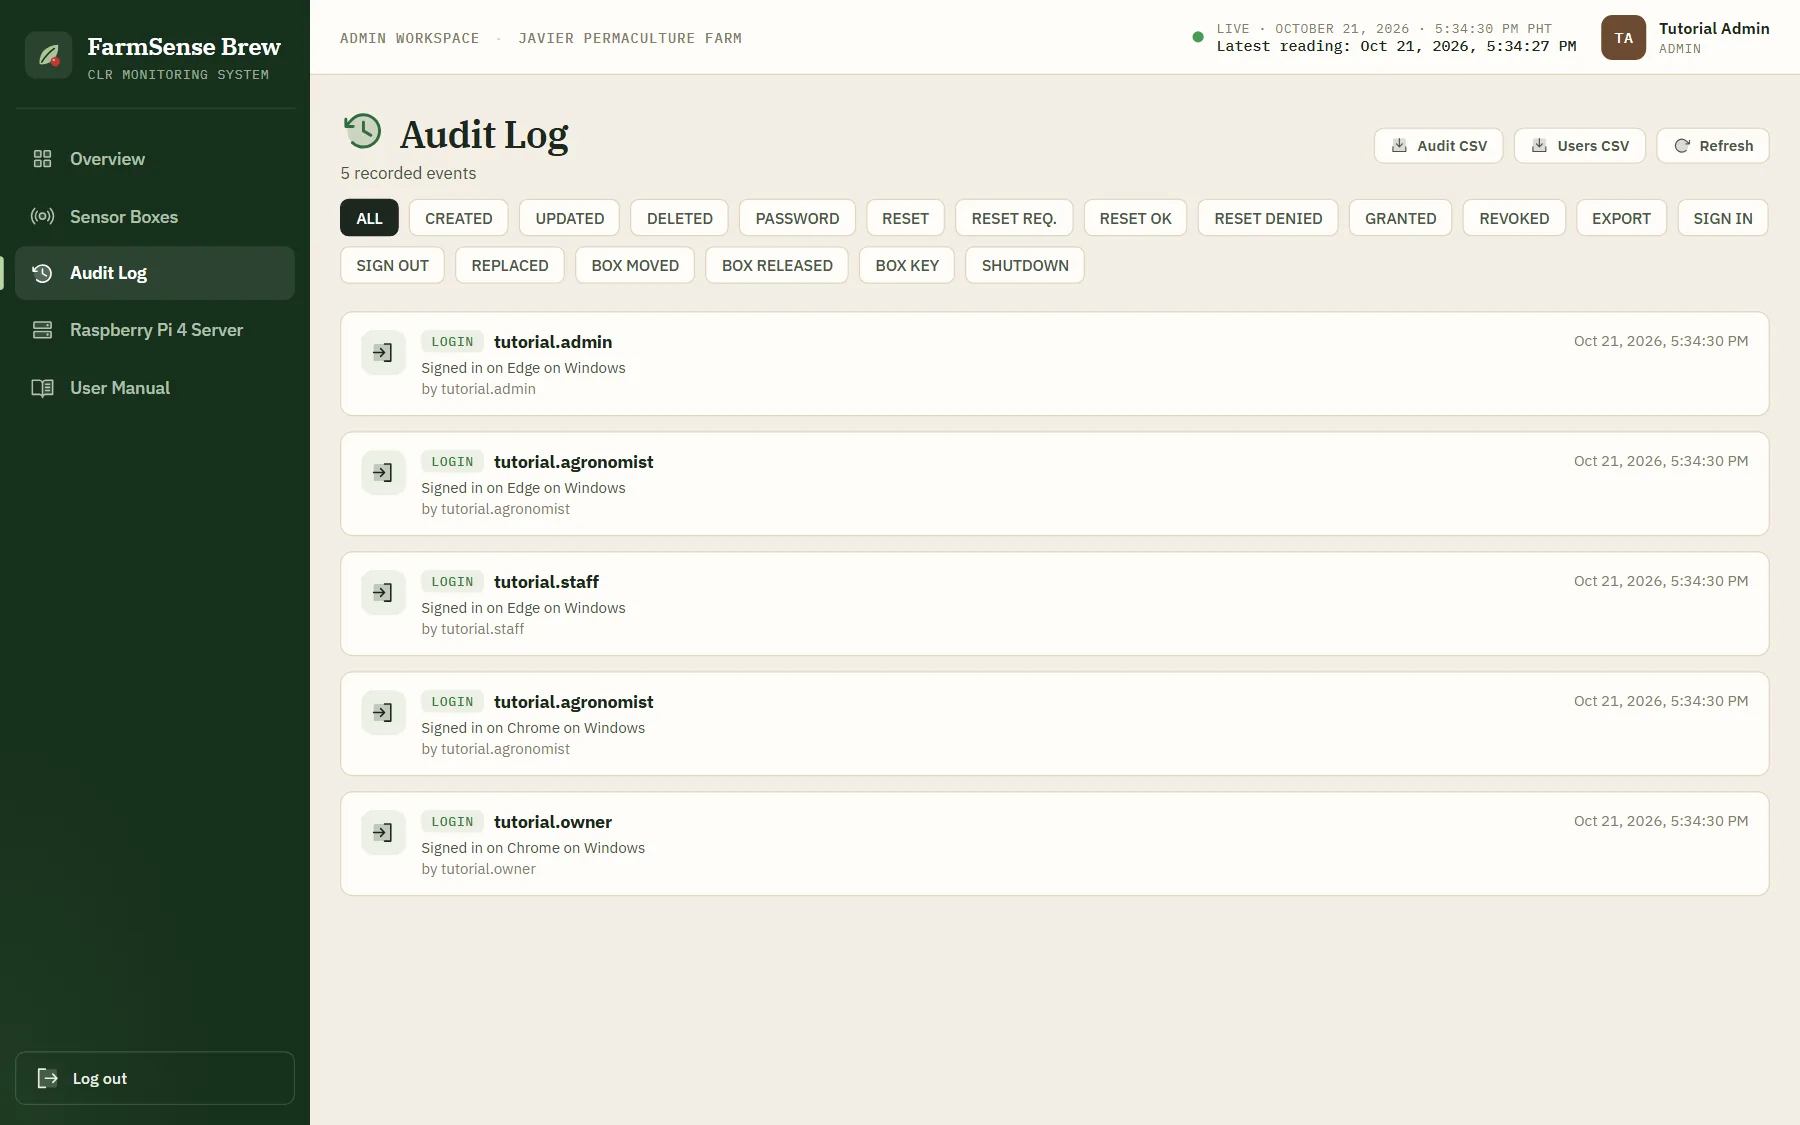 FarmSense Brew
CLR MONITORING SYSTEM
Overview
Sensor Boxes
Audit Log
Raspberry Pi 4 Server
User Manual
Log out
ADMIN WORKSPACE · JAVIER PERMACULTURE FARM
LIVE · OCTOBER 21, 2026 · 5:34:30 PM PHT
Latest reading: Oct 21, 2026, 5:34:27 PM
TA
Tutorial Admin
ADMIN
Audit Log
5 recorded events
Audit CSV
Users CSV
Refresh
ALL CREATED UPDATED DELETED PASSWORD RESET RESET REQ. RESET OK RESET DENIED GRANTED REVOKED EXPORT SIGN IN
SIGN OUT REPLACED BOX MOVED BOX RELEASED BOX KEY SHUTDOWN
LOGIN tutorial.admin Oct 21, 2026, 5:34:30 PM
Signed in on Edge on Windows
by tutorial.admin
LOGIN tutorial.agronomist Oct 21, 2026, 5:34:30 PM
Signed in on Edge on Windows
by tutorial.agronomist
LOGIN tutorial.staff Oct 21, 2026, 5:34:30 PM
Signed in on Edge on Windows
by tutorial.staff
LOGIN tutorial.agronomist Oct 21, 2026, 5:34:30 PM
Signed in on Chrome on Windows
by tutorial.agronomist
LOGIN tutorial.owner Oct 21, 2026, 5:34:30 PM
Signed in on Chrome on Windows
by tutorial.owner